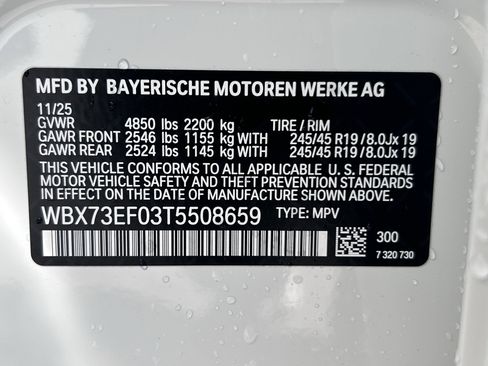 MFD BY BAYERISCHE MOTOREN WERKE AG
11/25
GVWR 4850 lbs 2200 kg TIRE / RIM
GAWR FRONT 2546 lbs 1155 kg WITH 245/45 R19 / 8.0Jx 19
GAWR REAR 2524 lbs 1145 kg WITH 245/45 R19 / 8.0Jx 19
THIS VEHICLE CONFORMS TO ALL APPLICABLE U. S. FEDERAL
MOTOR VEHICLE SAFETY AND THEFT PREVENTION STANDARDS
IN EFFECT ON THE DATE OF MANUFACTURE SHOWN ABOVE.
WBX73EF03T5508659 TYPE: MPV
300
7 320 730